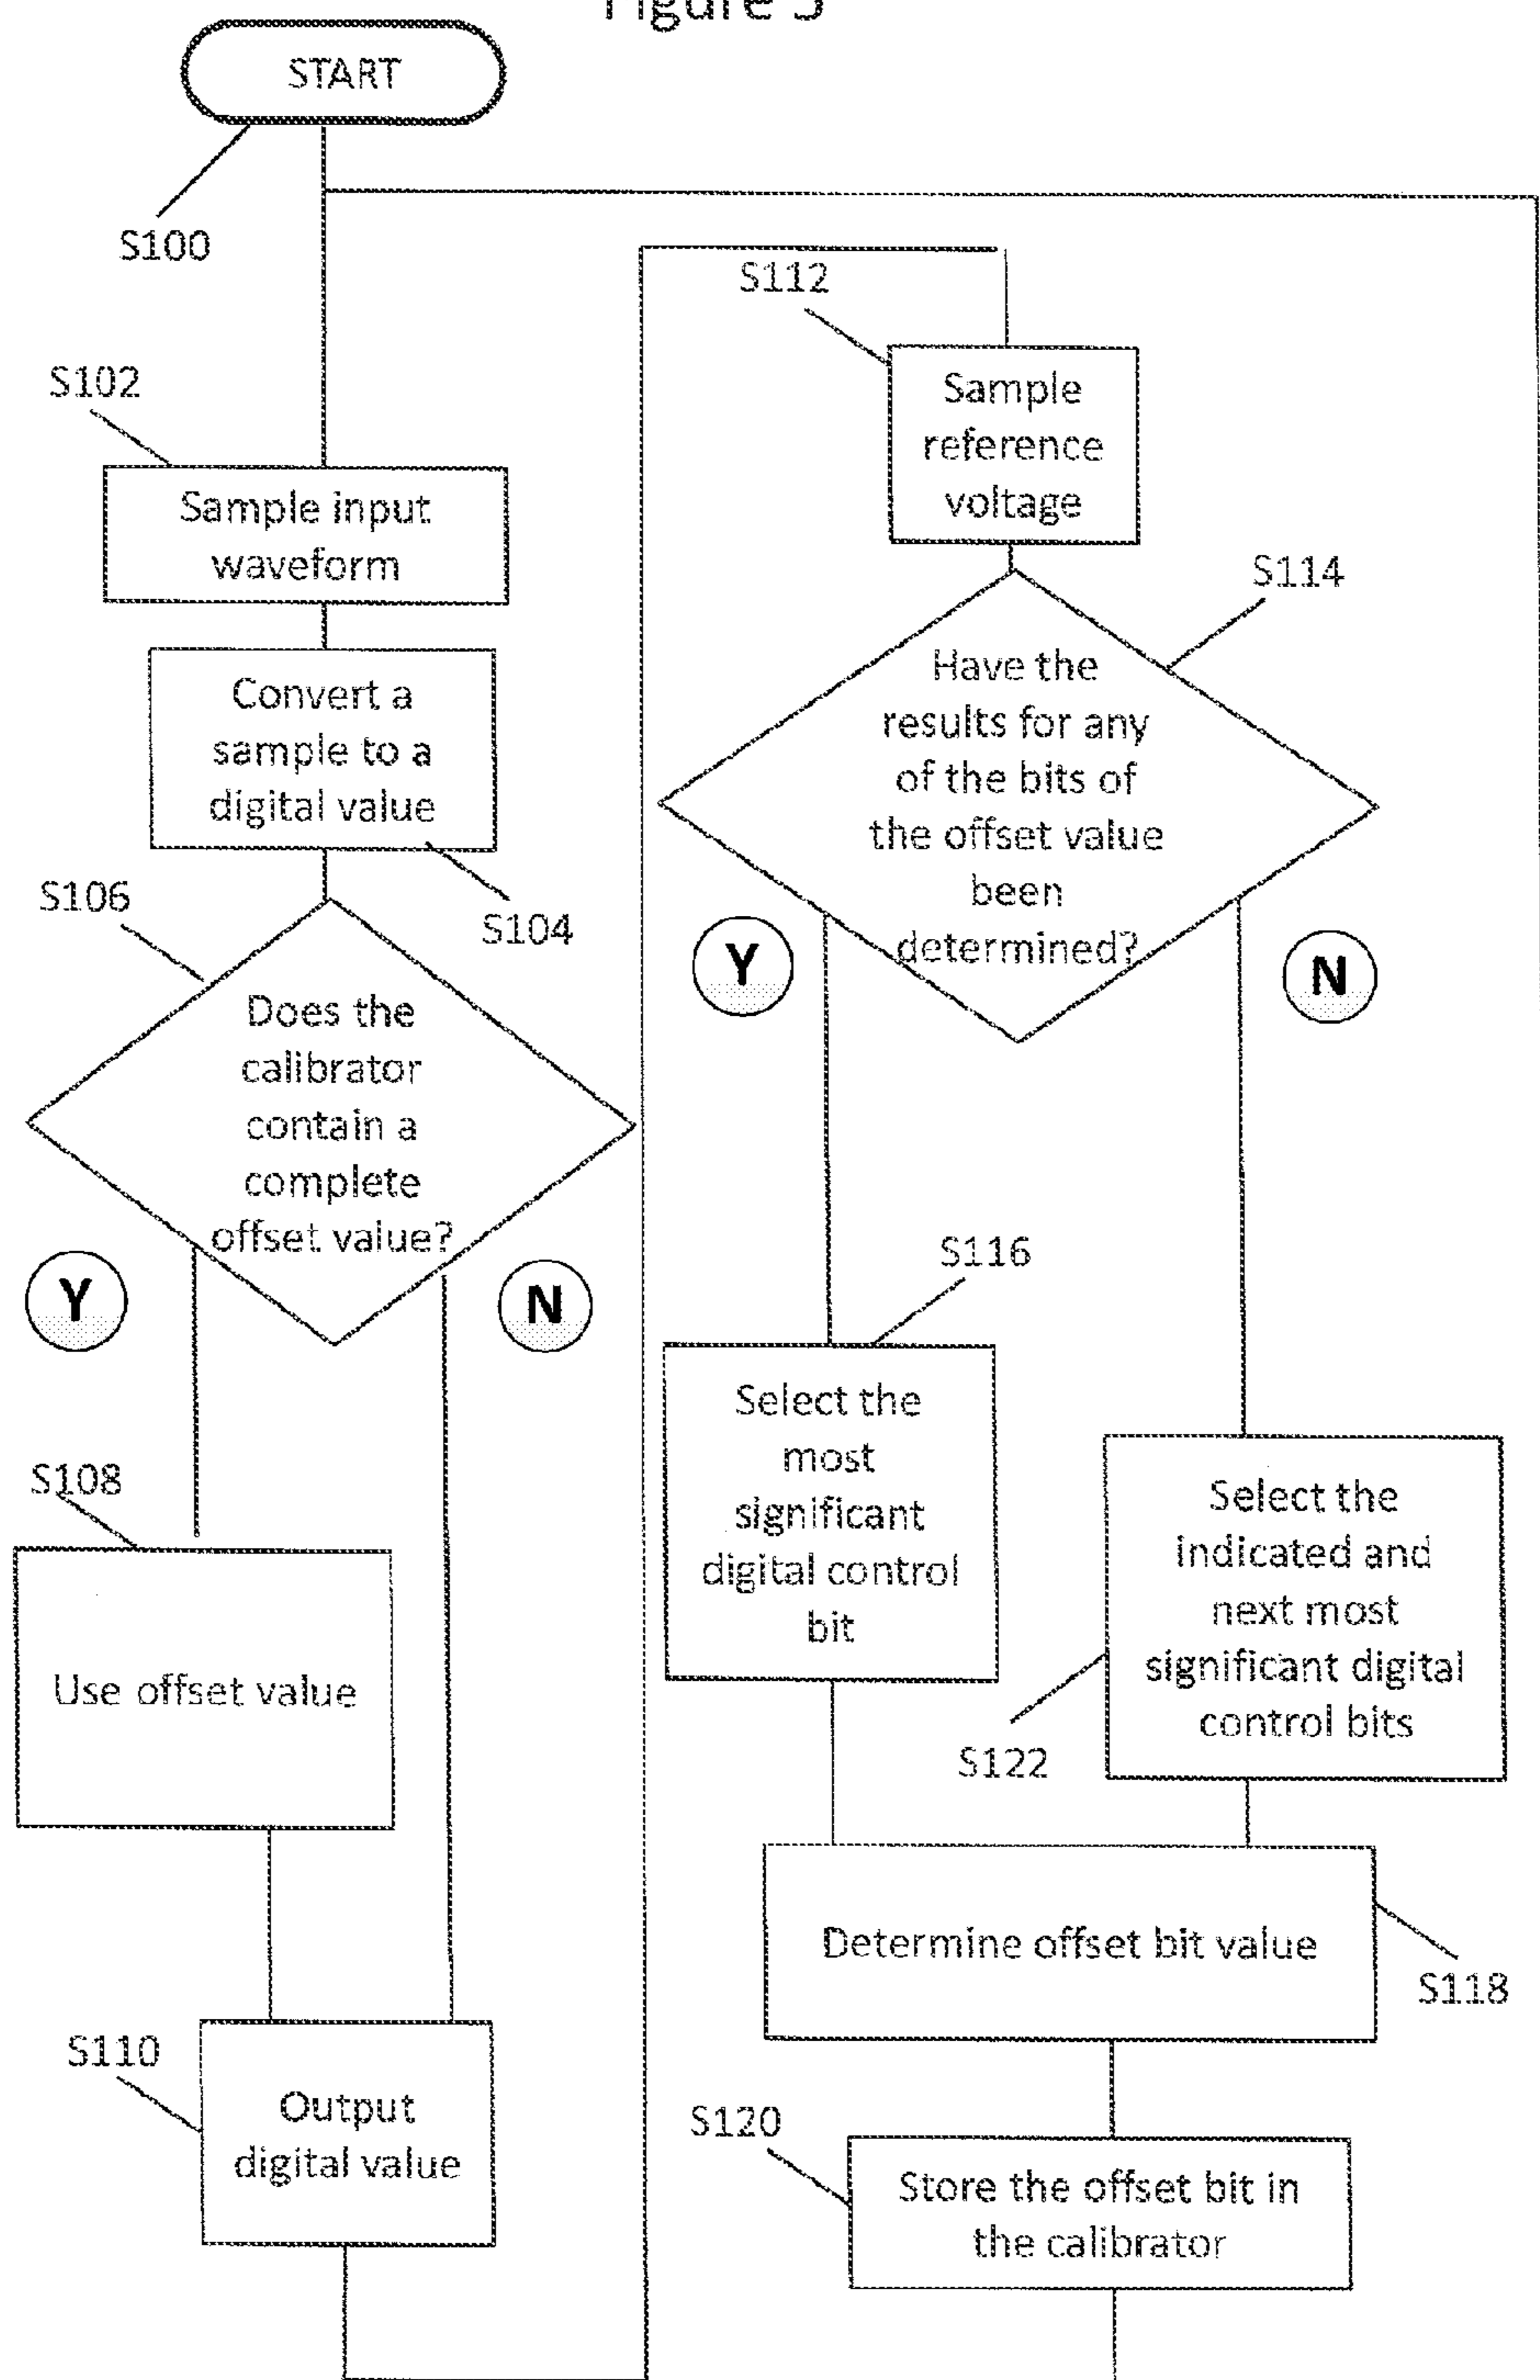 Figure 5
START
S100
S102
Sample input
waveform
Convert a
sample to a
digital value
S104
S106
Does the
calibrator
contain a
complete
offset value?
Y
N
S108
Use offset value
S110
Output
digital value
S112
Sample
reference
voltage
S114
Have the
results for any
of the bits of
the offset value
been
determined?
Y
N
S116
Select the
most
significant
digital control
bit
Select the
indicated and
next most
significant digital
control bits
S122
Determine offset bit value
S118
S120
Store the offset bit in
the calibrator